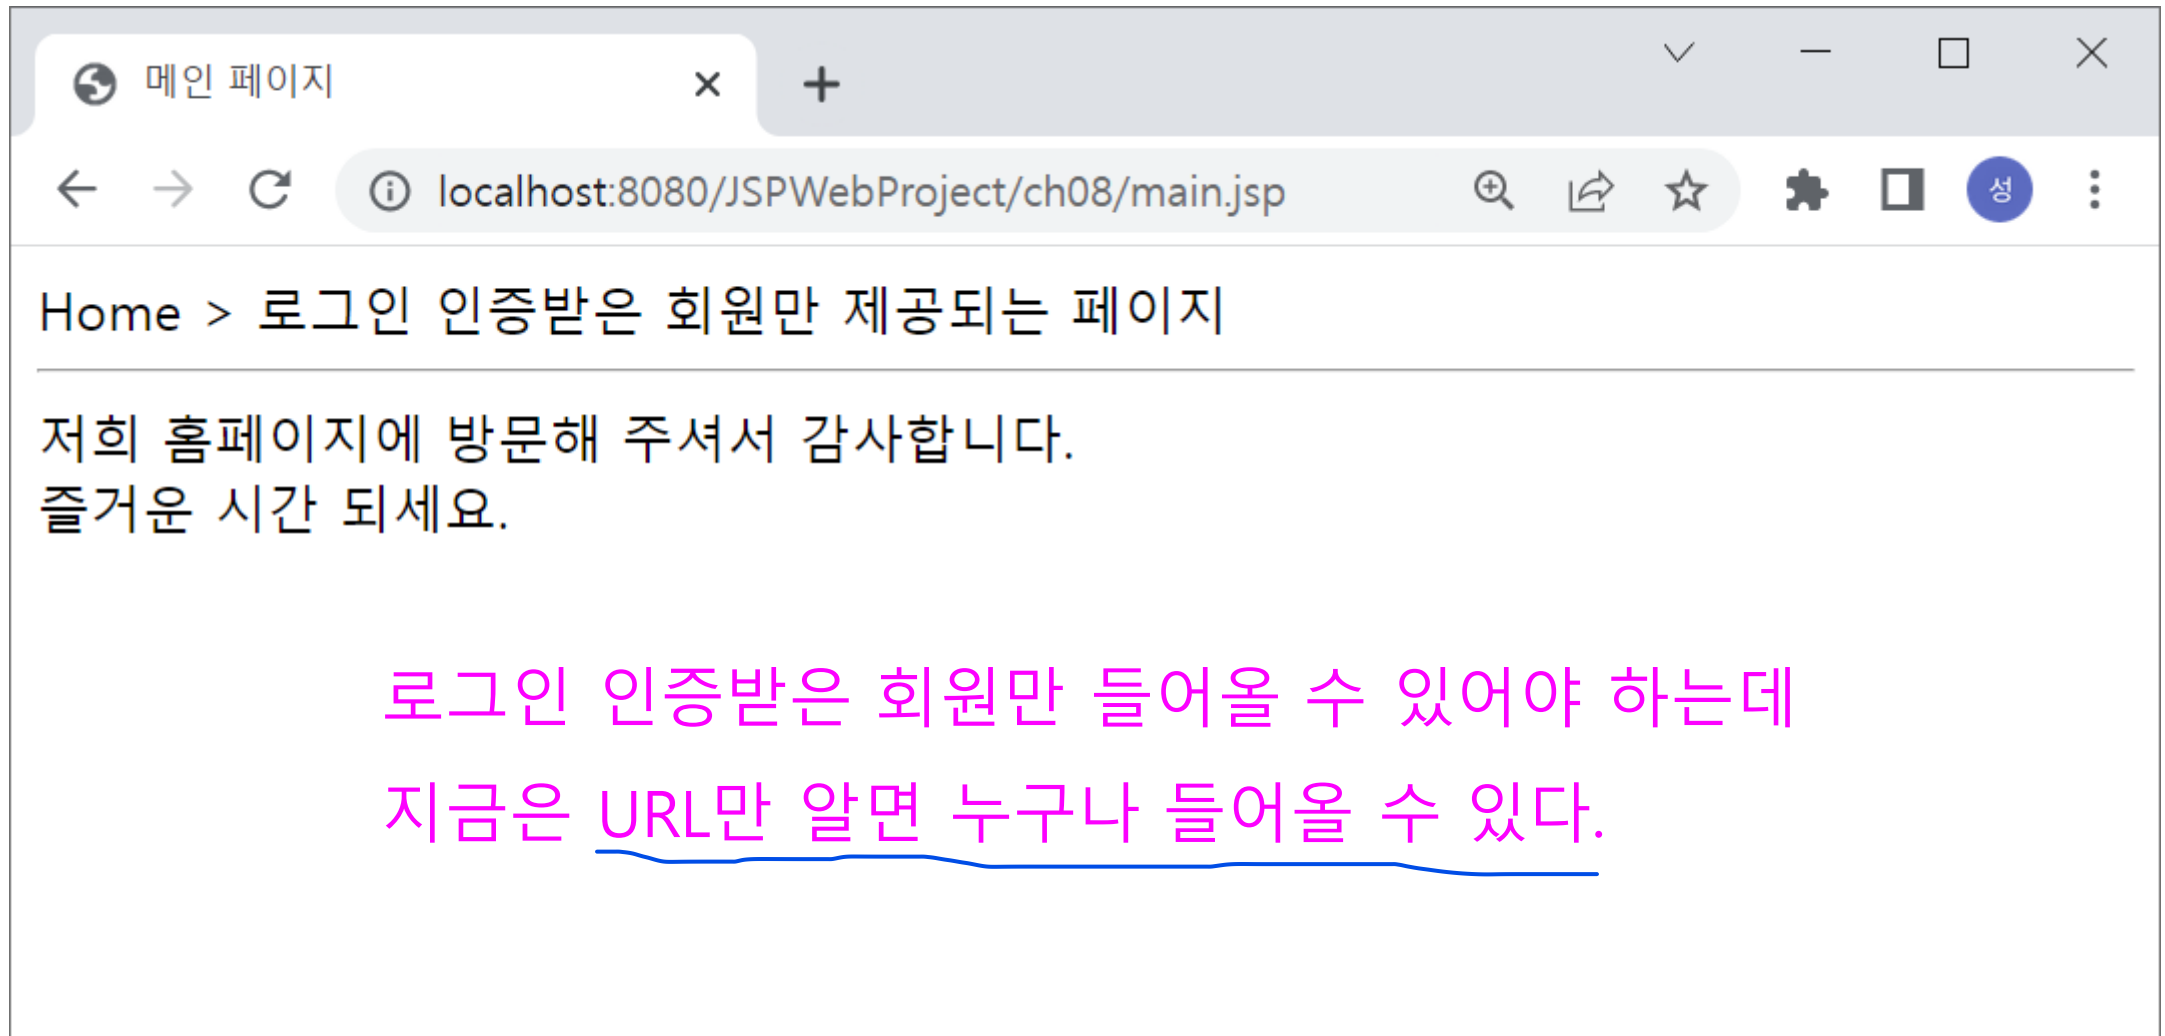 메인 페이지
localhost:8080/JSPWebProject/ch08/main.jsp
성
Home > 로그인 인증받은 회원만 제공되는 페이지
저희 홈페이지에 방문해 주셔서 감사합니다.
즐거운 시간 되세요.
로그인 인증받은 회원만 들어올 수 있어야 하는데
지금은 URL만 알면 누구나 들어올 수 있다.